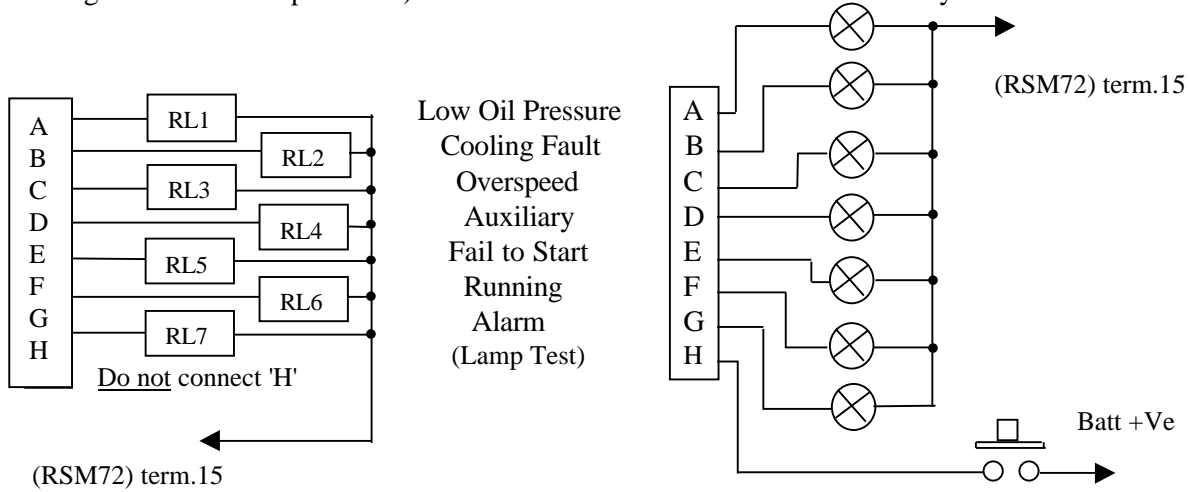 (RSM72) term.15
A
B
C
D
E
F
G
H
RL1
RL2
RL3
RL4
RL5
RL6
RL7
Do not connect 'H'
(RSM72) term.15
Low Oil Pressure
Cooling Fault
Overspeed
Auxiliary
Fail to Start
Running
Alarm
(Lamp Test)
A
B
C
D
E
F
G
H
Batt +Ve